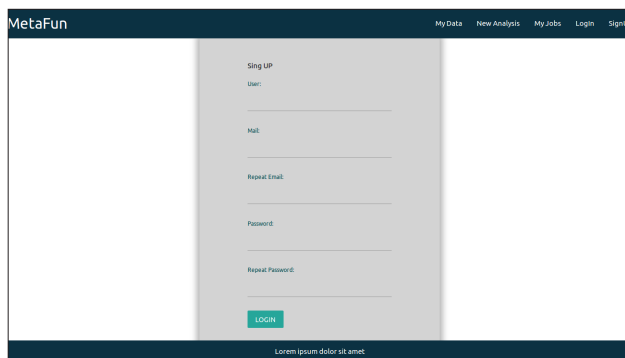 MetaFun
My Data New Analysis My Jobs LogIn
Sing UP
User:
Mail:
Repeat Email:
Password:
Repeat Password:
LOGIN
Lorem ipsum dolor sit amet